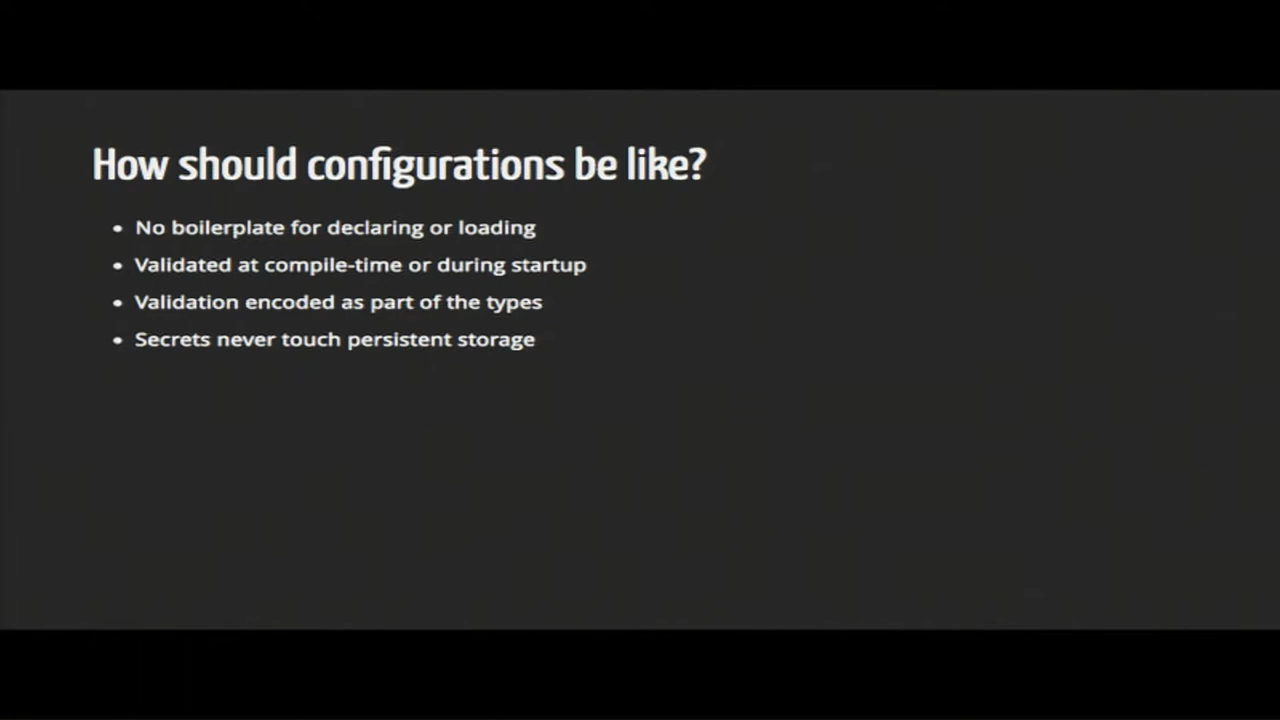 How should configurations be like?
• No boilerplate for declaring or loading
• Validated at compile-time or during startup
• Validation encoded as part of the types
• Secrets never touch persistent storage